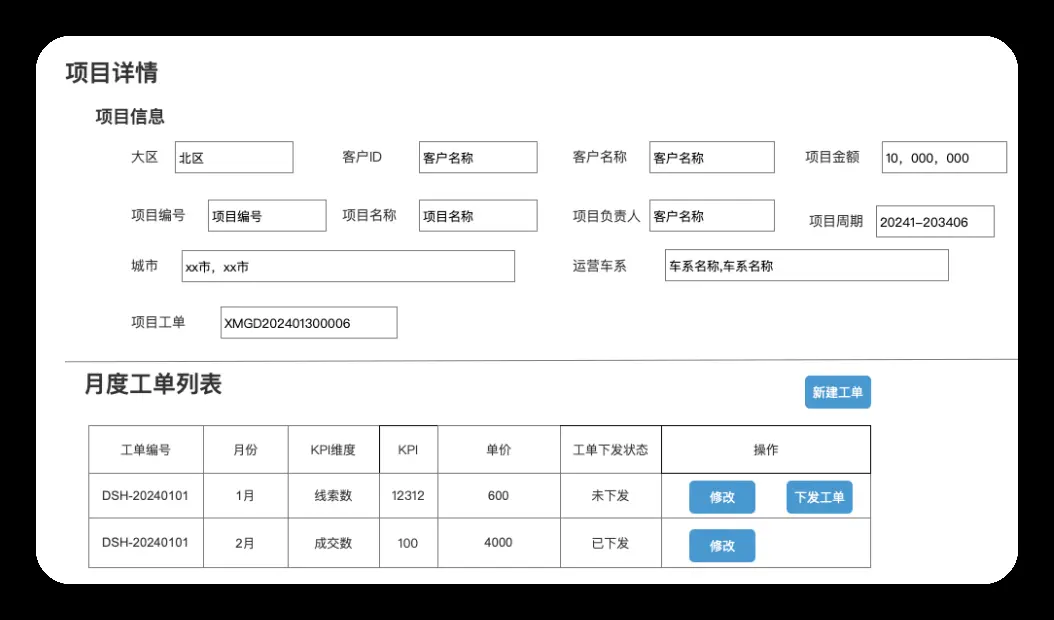 项目详情
项目信息
大区 北区 客户ID 客户名称 客户名称 客户名称 项目金额 10，000，000
项目编号 项目编号 项目名称 项目名称 项目负责人 客户名称 项目周期 20241-203406
城市 xx市，xx市 运营车系 车系名称,车系名称
项目工单 XMGD202401300006
月度工单列表 新建工单
工单编号 月份 KPI维度 KPI 单价 工单下发状态 操作
DSH-20240101 1月 线索数 12312 600 未下发 修改 下发工单
DSH-20240101 2月 成交数 100 4000 已下发 修改